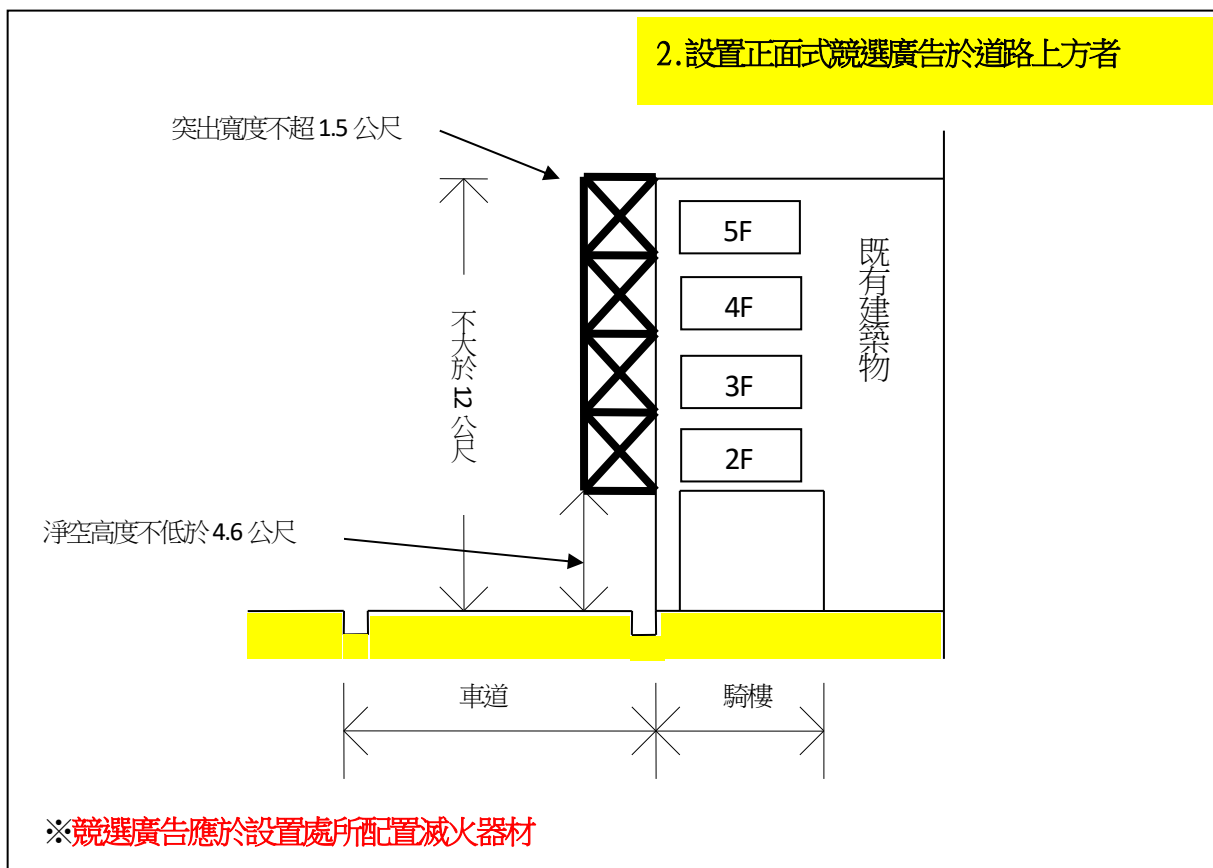 2.設置正面式競選廣告於道路上方者
突出寬度不超 1.5 公尺
5F
4F
3F
2F
既有建築物
不大於 12 公尺
淨空高度不低於 4.6 公尺
車道
騎樓
※競選廣告應於設置處所配置滅火器材